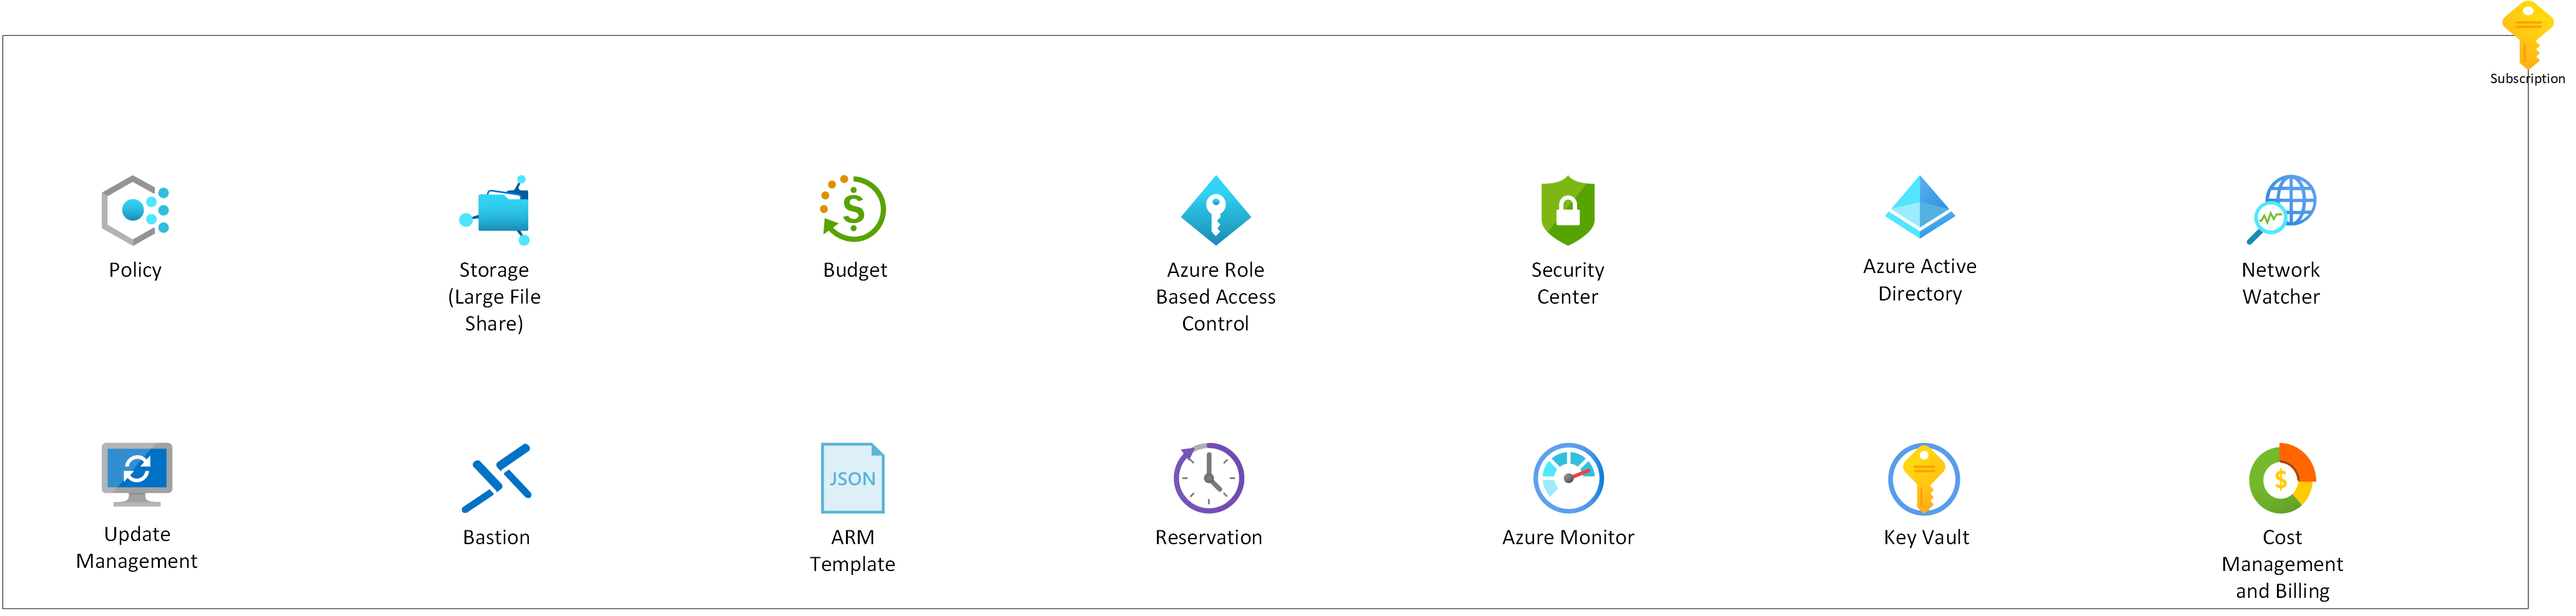 Subscription
Policy
Storage
(Large File
Share)
Budget
Azure Role
Based Access
Control
Security
Center
Azure Active
Directory
Network
Watcher
Update
Management
Bastion
JSON
ARM
Template
Reservation
Azure Monitor
Key Vault
$
Cost
Management
and Billing